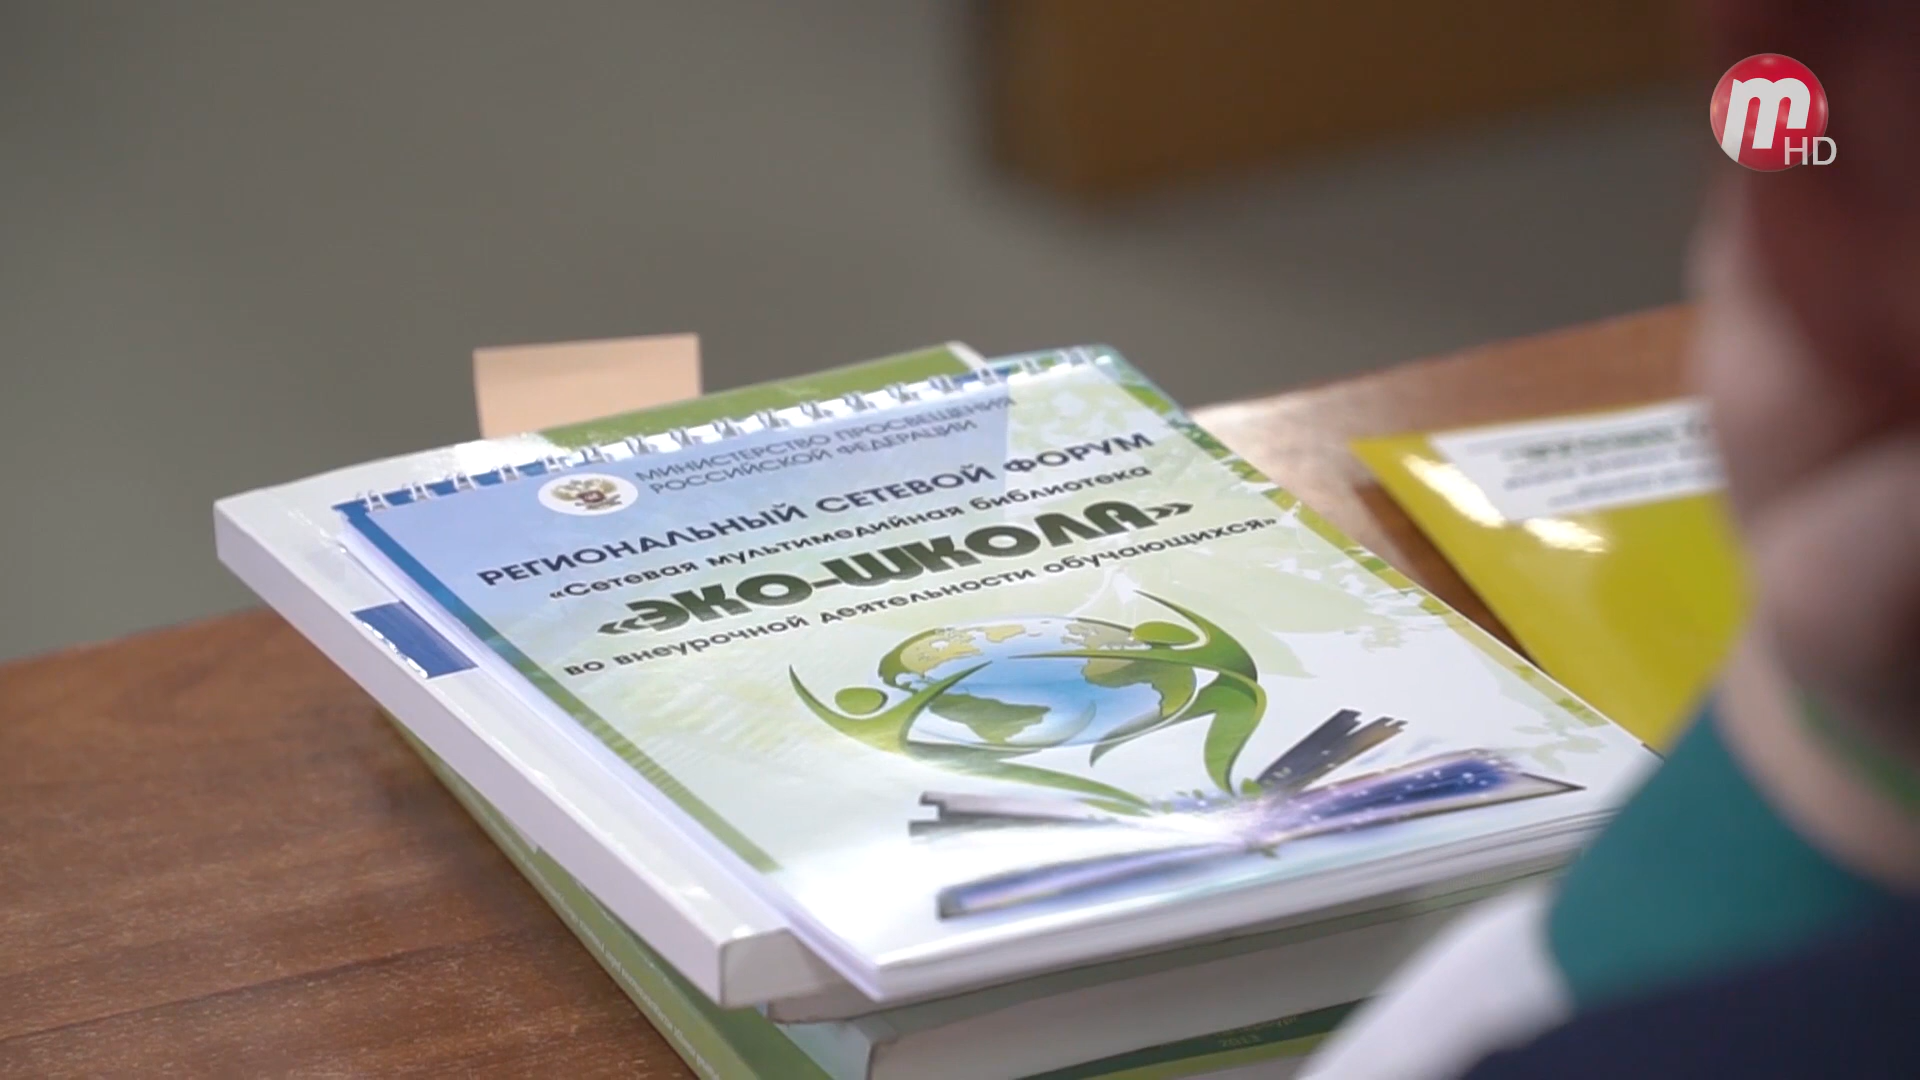 m HD
МИНИСТЕРСТВО ПРОСВЕЩЕНИЯ
РОССИЙСКОЙ ФЕДЕРАЦИИ
РЕГИОНАЛЬНЫЙ СЕТЕВОЙ ФОРУМ
«Сетевая мультимедийная библиотека
«ЭКО-ШКОЛА»
во внеурочной деятельности обучающихся»